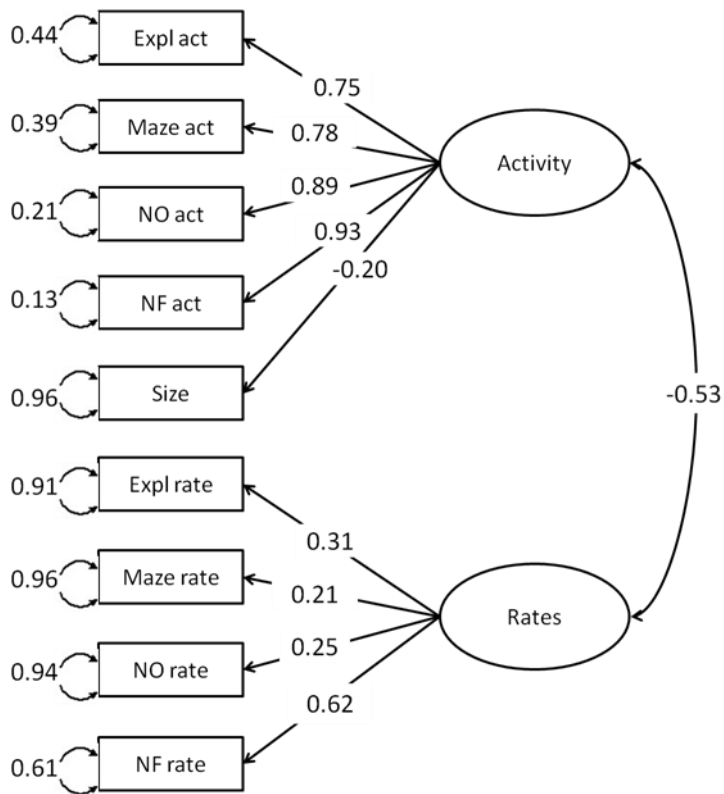 0.44
Expl act
0.75
0.39
Maze act
0.78
Activity
0.21
NO act
0.89
0.93
0.13
NF act
-0.20
0.96
Size
-0.53
0.91
Expl rate
0.31
0.96
Maze rate
0.21
Rates
0.94
NO rate
0.25
0.62
0.61
NF rate